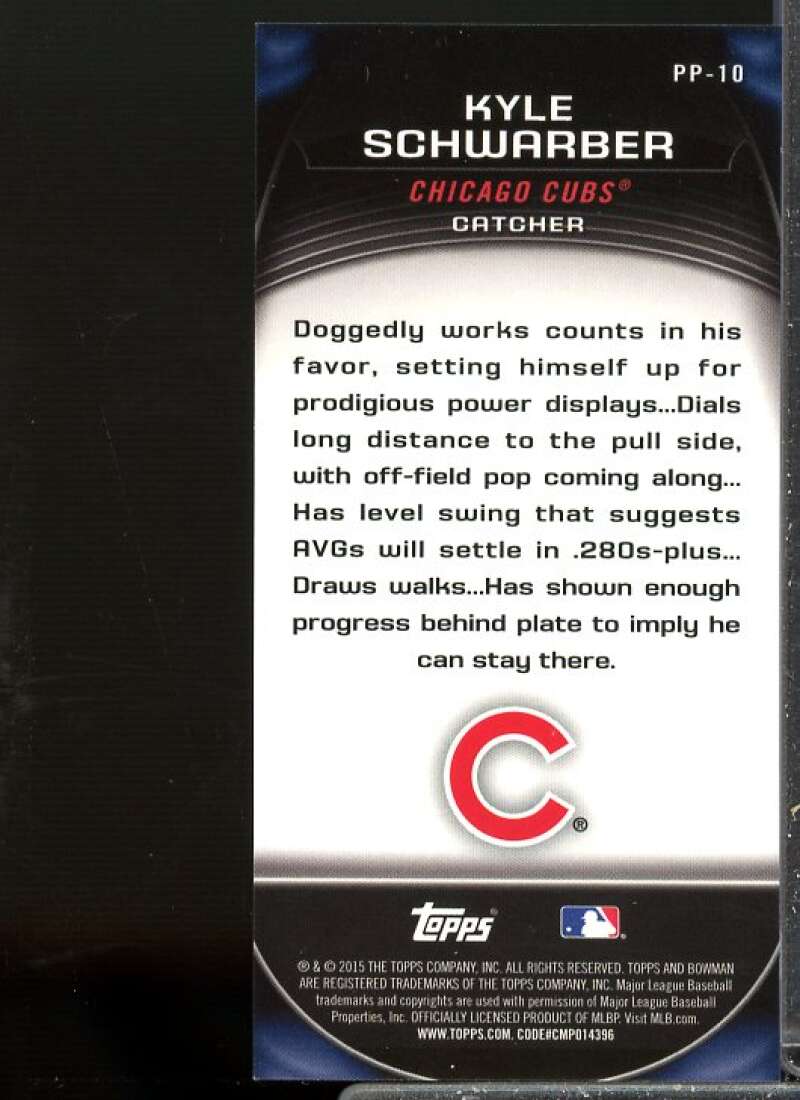 PP-10
KYLE
SCHWARBER
CHICAGO CUBS®
CATCHER
Doggedly works counts in his
favor, setting himself up for
prodigious power displays...Dials
long distance to the pull side,
with off-field pop coming along...
Has level swing that suggests
AVGs will settle in .280s-plus...
Draws walks...Has shown enough
progress behind plate to imply he
can stay there.
C®
topps®
® & © 2015 THE TOPPS COMPANY, INC. ALL RIGHTS RESERVED. TOPPS AND BOWMAN
ARE REGISTERED TRADEMARKS OF THE TOPPS COMPANY, INC. Major League Baseball
trademarks and copyrights are used with permission of Major League Baseball
Properties, Inc. OFFICIALLY LICENSED PRODUCT OF MLBP. Visit MLB.com.
WWW.TOPPS.COM. CODE#CMP014396